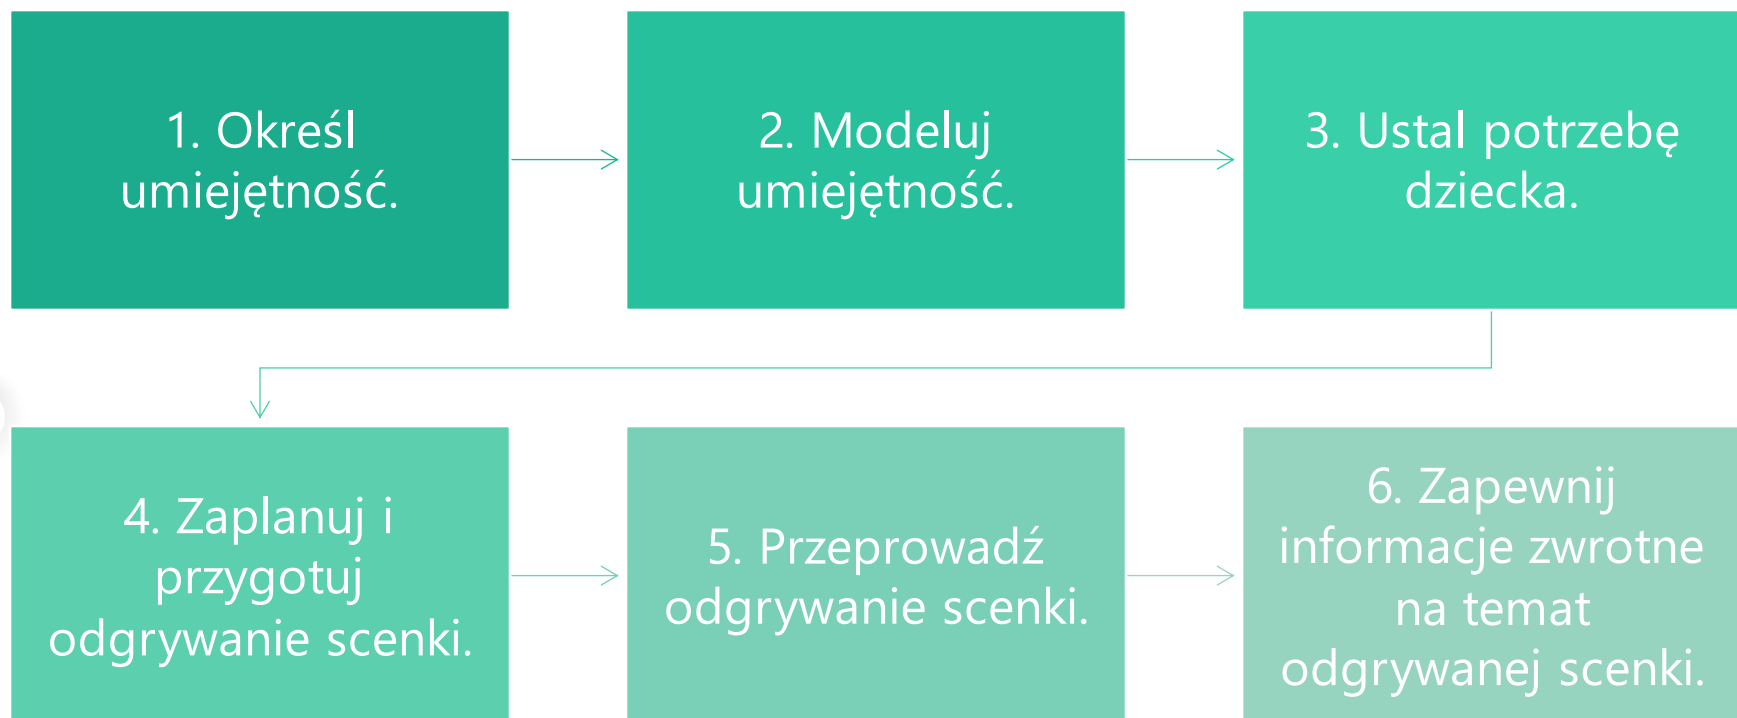 1. Określ
umiejętność.
2. Modeluj
umiejętność.
3. Ustal potrzebę
dziecka.
4. Zaplanuj i
przygotuj
odgrywanie scenki.
5. Przeprowadź
odgrywanie scenki.
6. Zapewnij
informacje zwrotne
na temat
odgrywanej scenki.